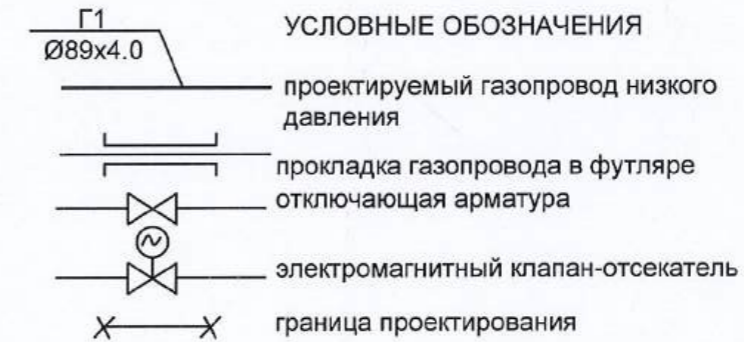 Г1
УСЛОВНЫЕ ОБОЗНАЧЕНИЯ
Ø89x4.0
проектируемый газопровод низкого
давления
прокладка газопровода в футляре
отключающая арматура
электромагнитный клапан-отсекатель
граница проектирования